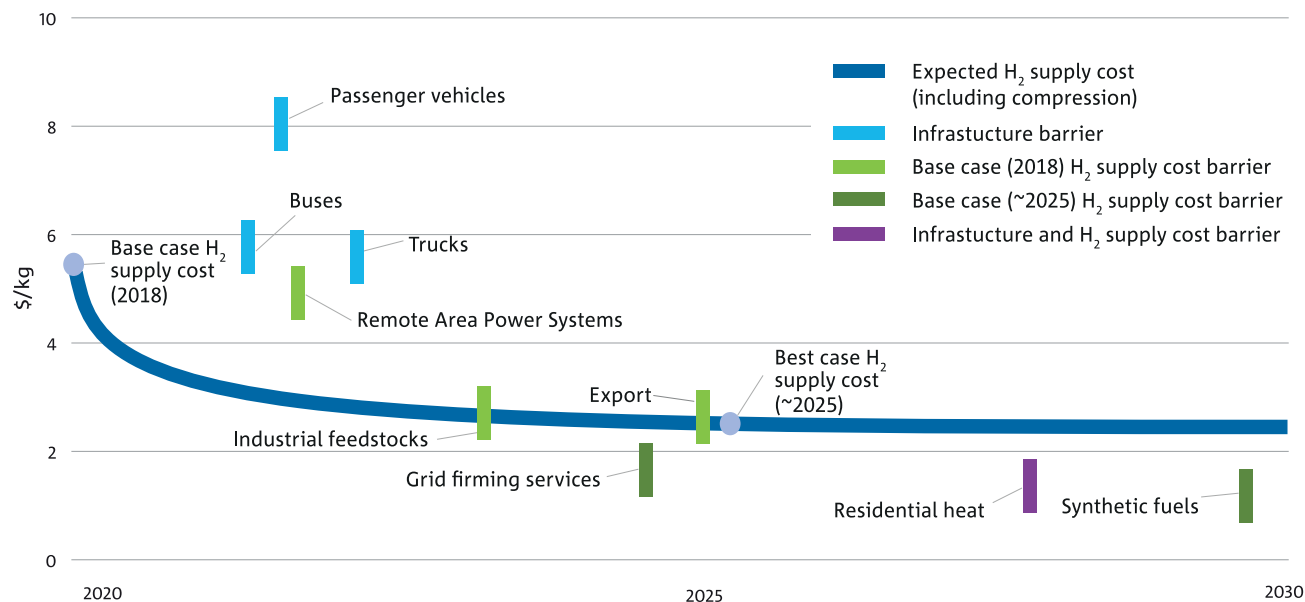 10
8
6
4
2
0
$/kg
2020
2025
2030
Passenger vehicles
Buses
Base case H₂
supply cost
(2018)
Trucks
Remote Area Power Systems
Industrial feedstocks
Export
Grid firming services
Best case H₂
supply cost
(~2025)
Residential heat
Synthetic fuels
Expected H₂ supply cost
(including compression)
Infrastucture barrier
Base case (2018) H₂ supply cost barrier
Base case (~2025) H₂ supply cost barrier
Infrastucture and H₂ supply cost barrier